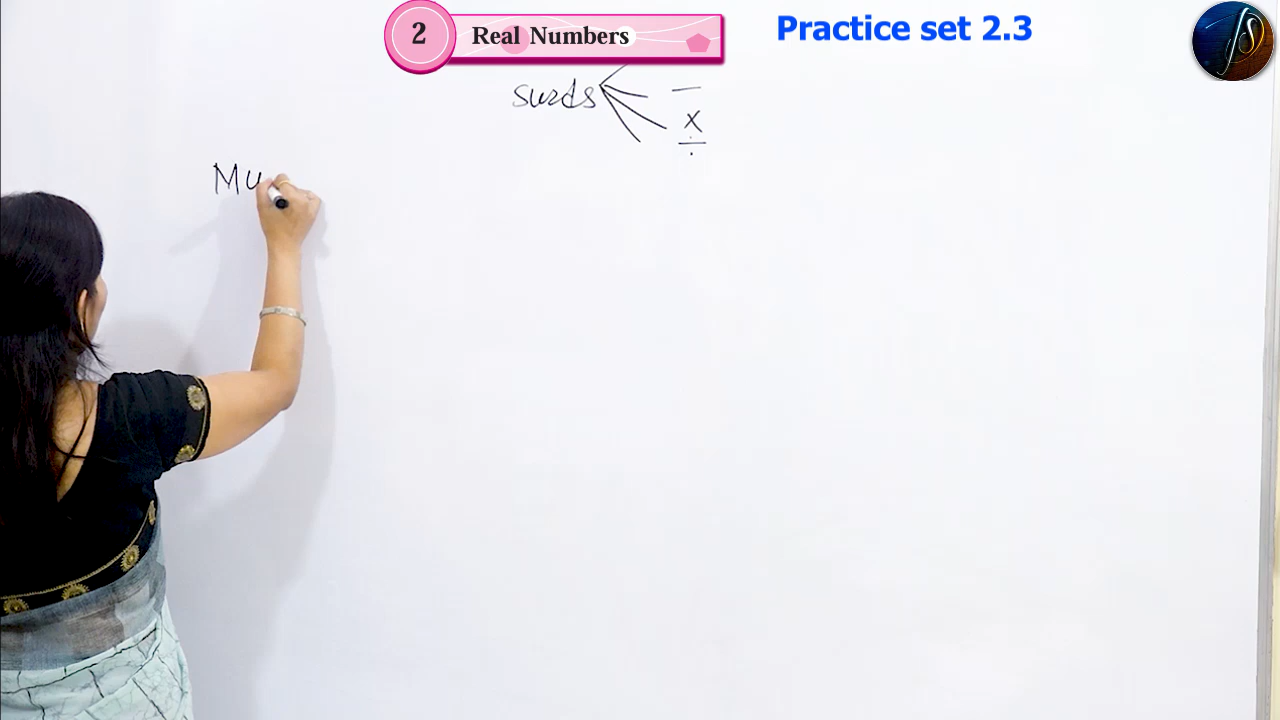 2 Real Numbers
Practice set 2.3
surds
—
x
÷
Mu